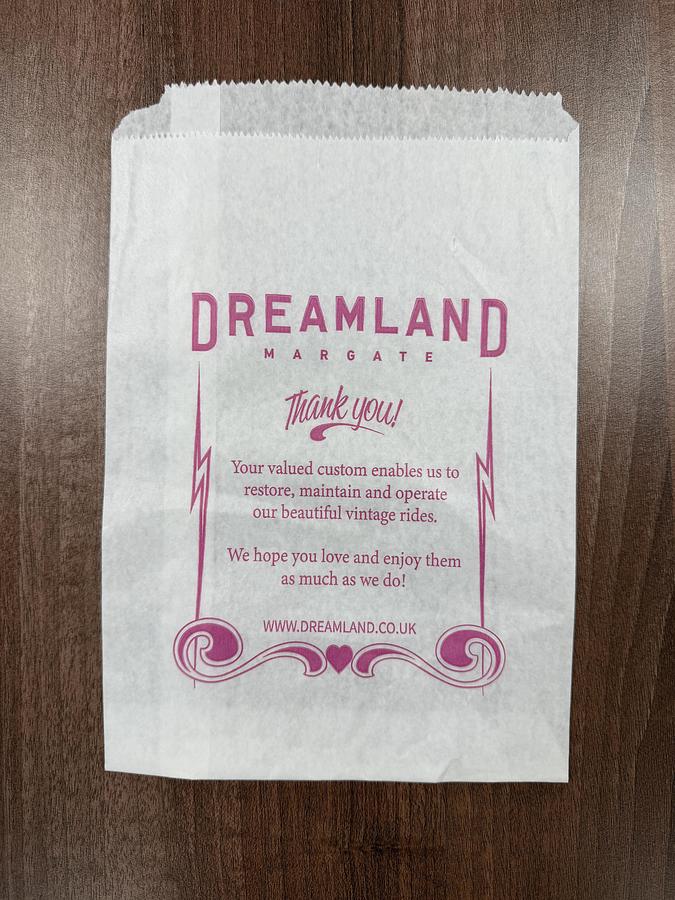 DREAMLAND
MARGATE
Thank you!
Your valued custom enables us to
restore, maintain and operate
our beautiful vintage rides.
We hope you love and enjoy them
as much as we do!
WWW.DREAMLAND.CO.UK